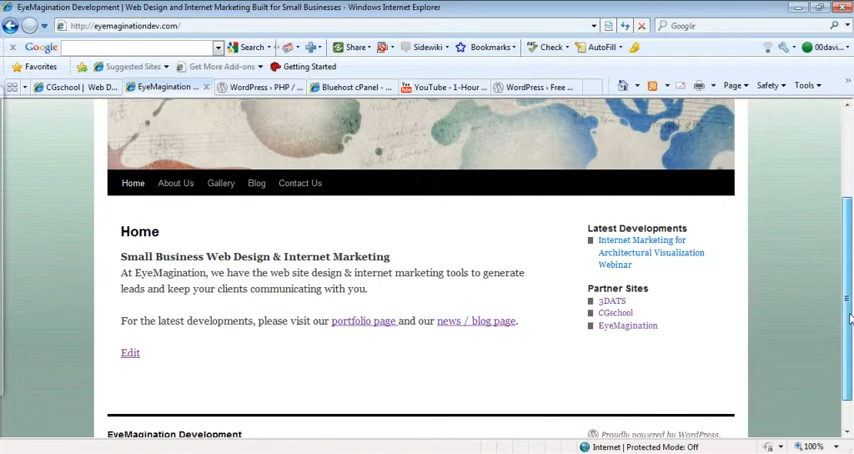 EyeMagination Development | Web Design and Internet Marketing Built for Small Businesses - Windows Internet Explorer
http://eyemaginationdev.com/
Google
Google Search Share Sidewiki Bookmarks Check AutoFill 00davi...
Favorites Suggested Sites Get More Add-ons Getting Started
CGschool | Web D... EyeMagination ... WordPress › PHP / ... Bluehost cPanel - ... YouTube - 1-Hour ... WordPress › Free ... Page Safety Tools
Home About Us Gallery Blog Contact Us
Home
Small Business Web Design & Internet Marketing
At EyeMagination, we have the web site design & internet marketing tools to generate
leads and keep your clients communicating with you.
For the latest developments, please visit our portfolio page and our news / blog page.
Edit
Latest Developments
Internet Marketing for
Architectural Visualization
Webinar
Partner Sites
3DATS
CGschool
EyeMagination
EyeMagination Development
Proudly powered by WordPress.
Internet | Protected Mode: Off 100%